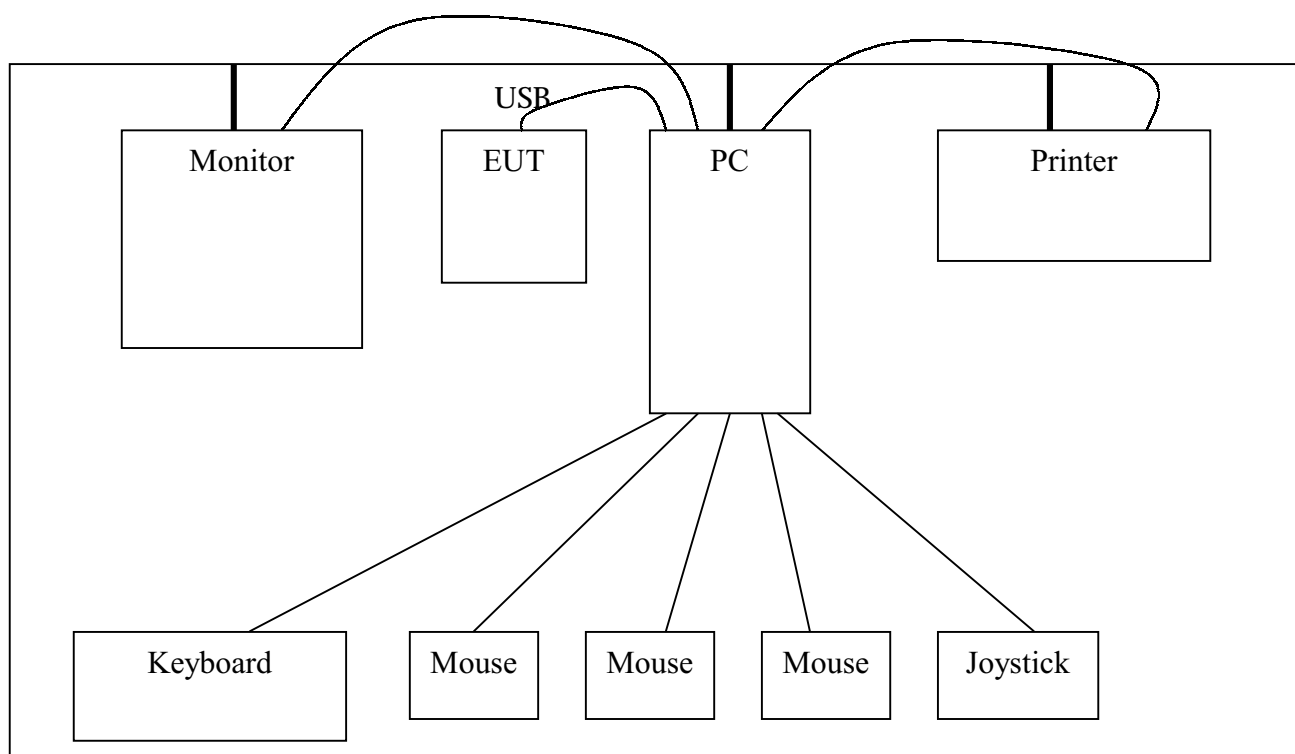 USB
Monitor
EUT
PC
Printer
Keyboard
Mouse
Mouse
Mouse
Joystick